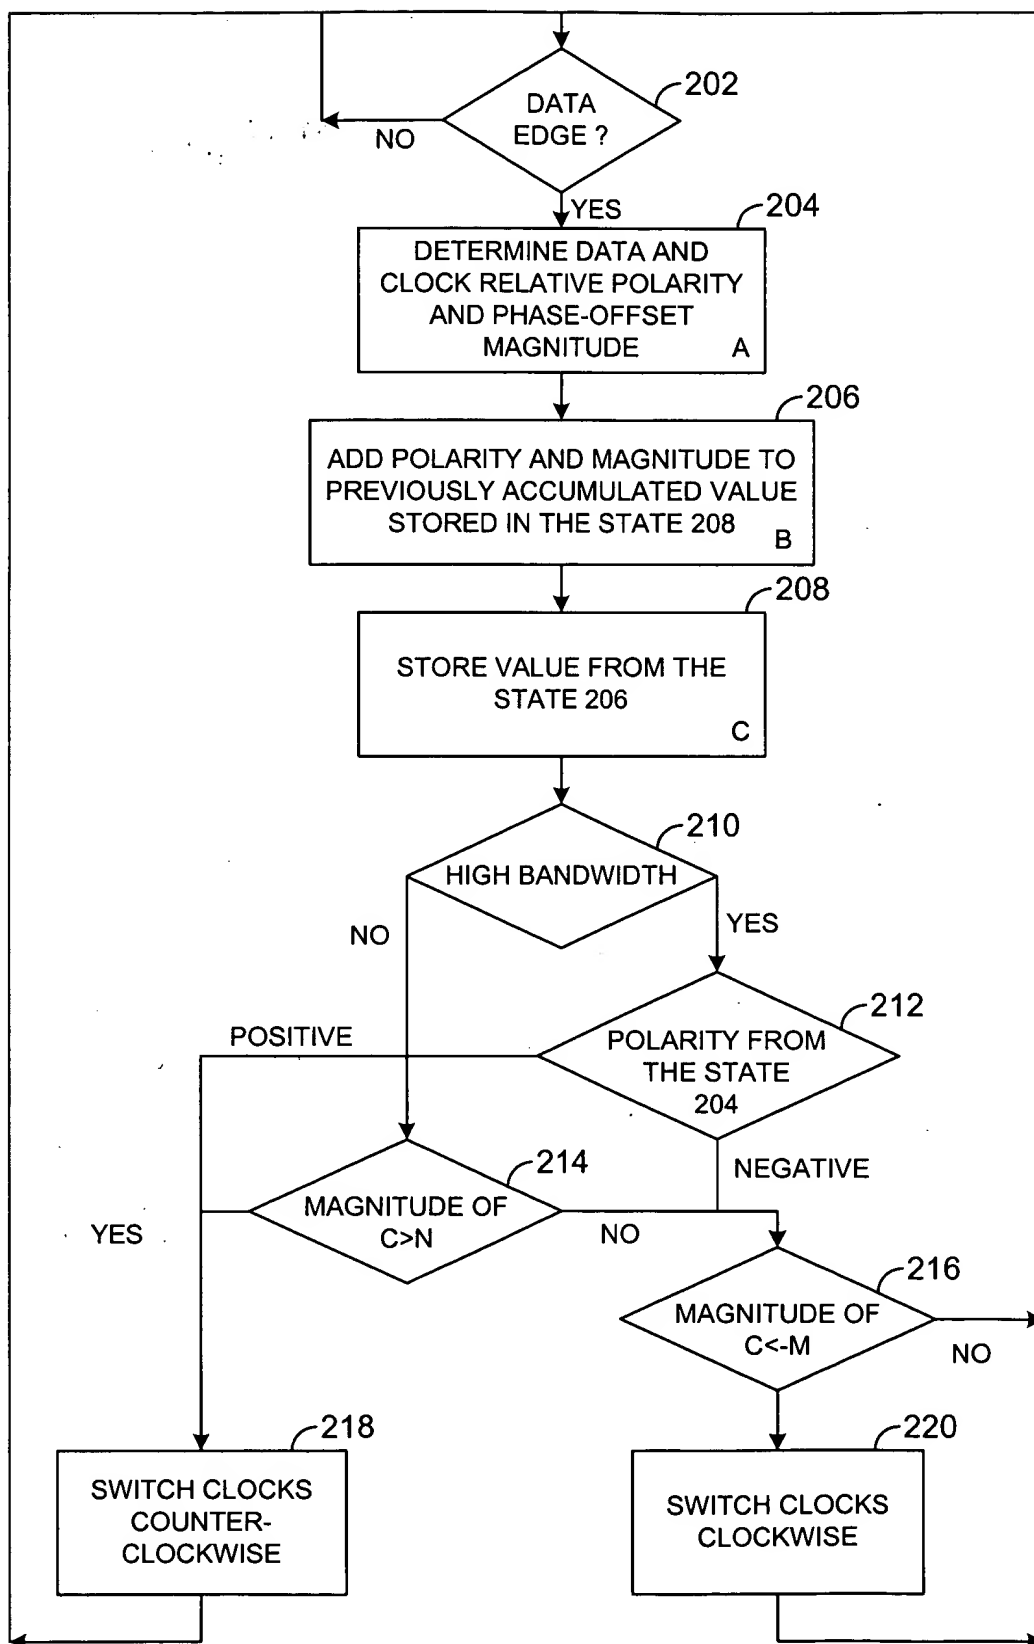 202
DATA
EDGE ?
NO
YES
204
DETERMINE DATA AND
CLOCK RELATIVE POLARITY
AND PHASE-OFFSET
MAGNITUDE
A
206
ADD POLARITY AND MAGNITUDE TO
PREVIOUSLY ACCUMULATED VALUE
STORED IN THE STATE 208
B
208
STORE VALUE FROM THE
STATE 206
C
210
HIGH BANDWIDTH
NO
YES
212
POSITIVE
POLARITY FROM
THE STATE
204
NEGATIVE
214
MAGNITUDE OF
C>N
YES
NO
216
MAGNITUDE OF
C<-M
NO
218
SWITCH CLOCKS
COUNTER-
CLOCKWISE
220
SWITCH CLOCKS
CLOCKWISE